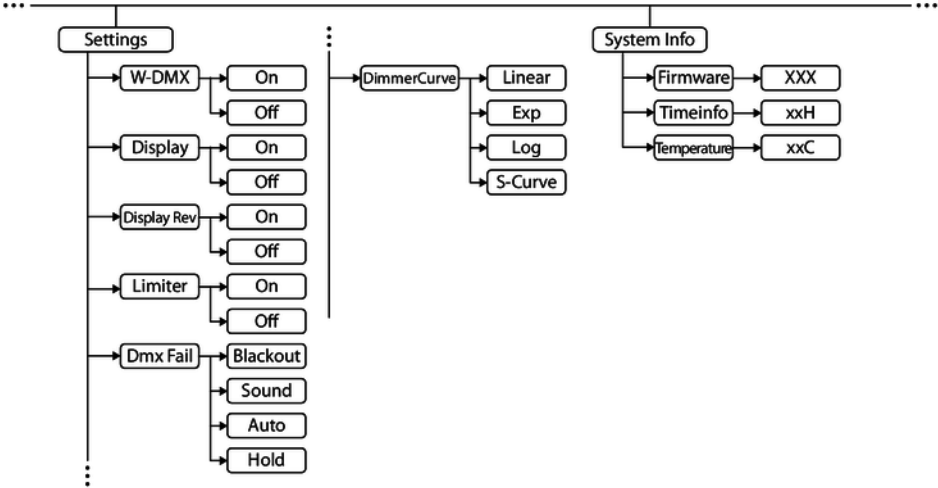 Settings
W-DMX
On
Off
Display
On
Off
Display Rev
On
Off
Limiter
On
Off
Dmx Fail
Blackout
Sound
Auto
Hold
DimmerCurve
Linear
Exp
Log
S-Curve
System Info
Firmware
XXX
Timeinfo
xxH
Temperature
xxC